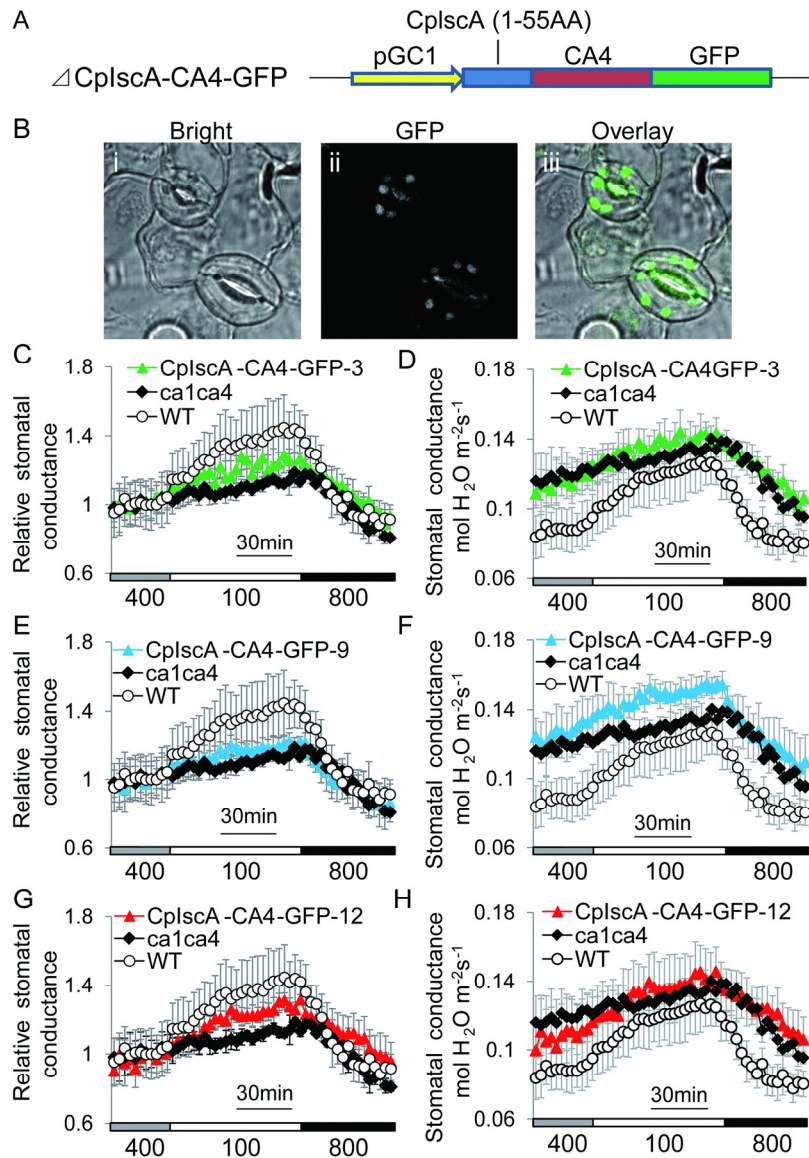 A
CpIscA (1-55AA)
⊿CpIscA-CA4-GFP
pGC1
CA4
GFP
B
Bright
GFP
Overlay
i
ii
iii
C
1.8
1.4
1
0.6
Relative stomatal
conductance
CpIscA -CA4-GFP-3
ca1ca4
WT
30min
400
100
800
D
0.18
0.14
0.1
0.06
Stomatal conductance
mol H2O m-2s-1
CpIscA -CA4GFP-3
ca1ca4
WT
30min
400
100
800
E
1.8
1.4
1
0.6
Relative stomatal
conductance
CpIscA -CA4-GFP-9
ca1ca4
WT
30min
400
100
800
F
0.18
0.14
0.1
0.06
Stomatal conductance
mol H2O m-2s-1
CpIscA -CA4-GFP-9
ca1ca4
WT
30min
400
100
800
G
1.8
1.4
1
0.6
Relative stomatal
conductance
CpIscA -CA4-GFP-12
ca1ca4
WT
30min
400
100
800
H
0.18
0.14
0.1
0.06
Stomatal conductance
mol H2O m-2s-1
CpIscA -CA4-GFP-12
ca1ca4
WT
30min
400
100
800